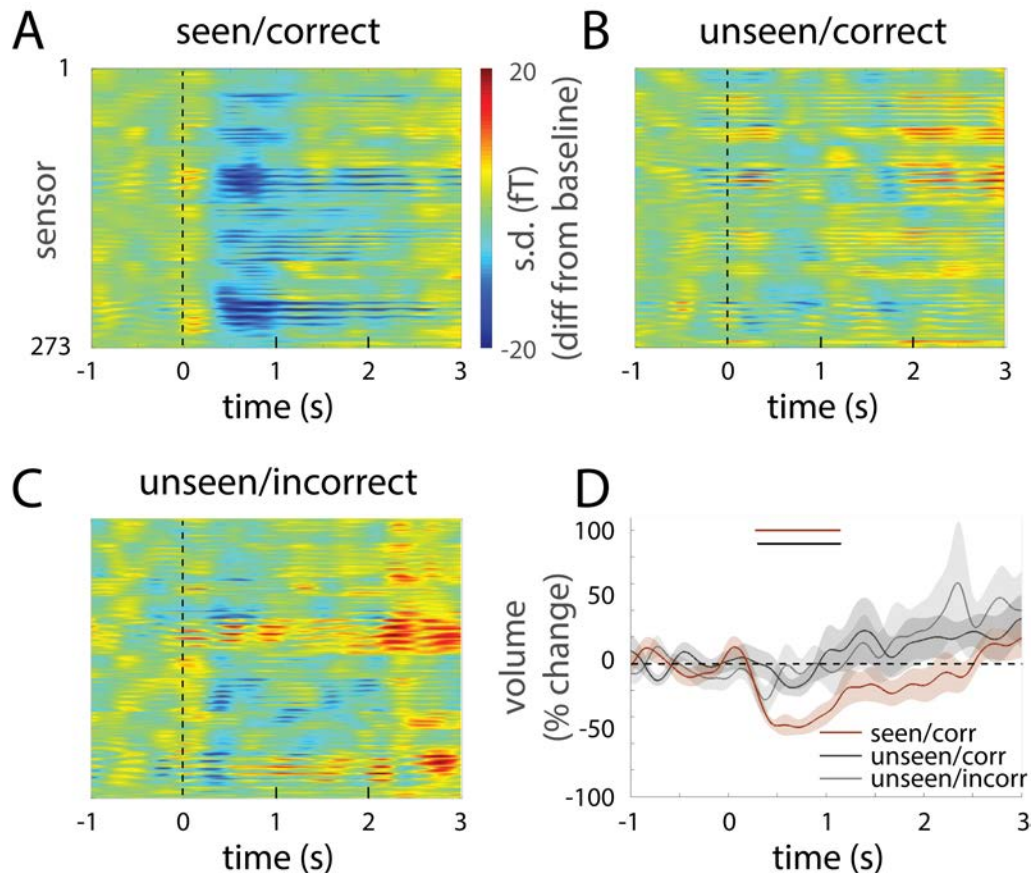 A
seen/correct
1
sensor
273
-1 0 1 2 3
time (s)
20
-20
s.d. (fT)
(diff from baseline)
B
unseen/correct
-1 0 1 2 3
time (s)
C
unseen/incorrect
-1 0 1 2 3
time (s)
D
100
50
0
-50
-100
volume
(% change)
seen/corr
unseen/corr
unseen/incorr
-1 0 1 2 3
time (s)